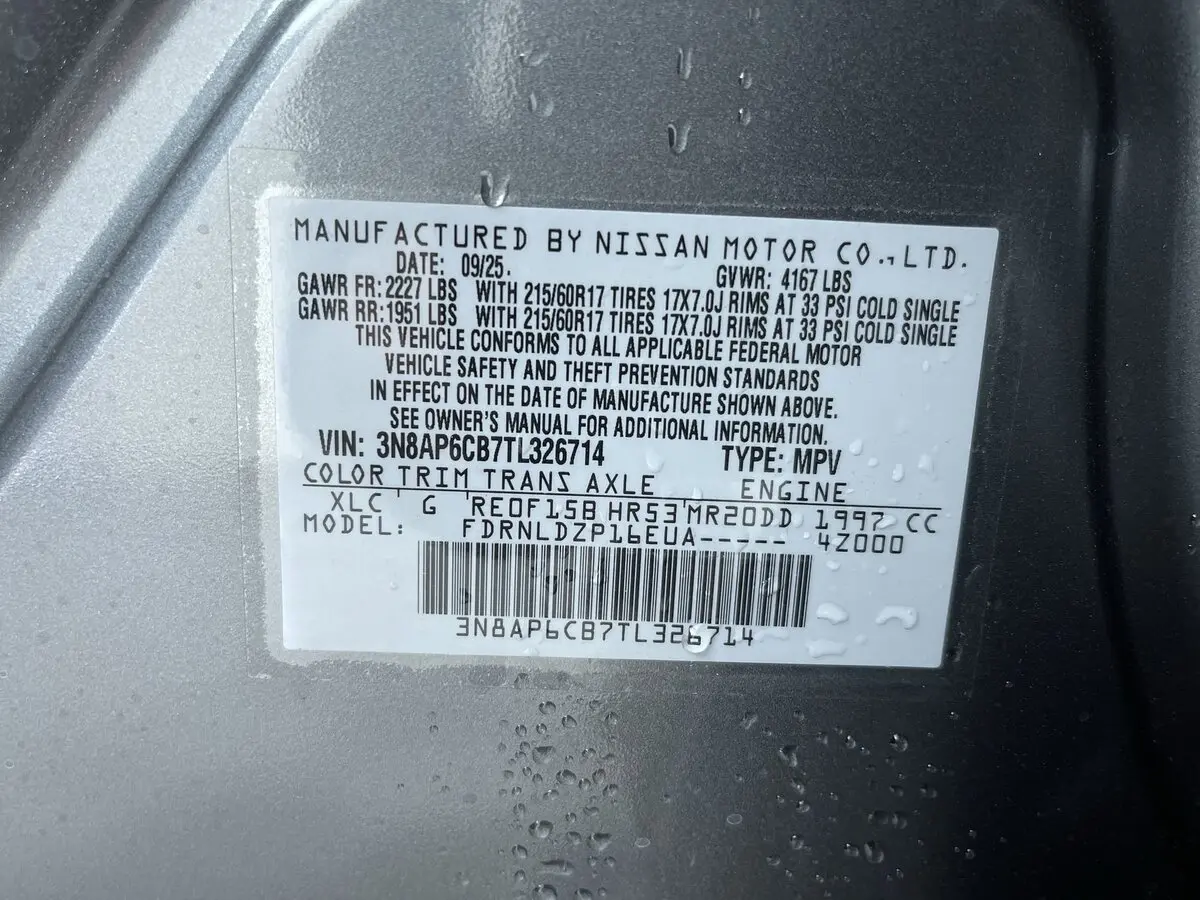 MANUFACTURED BY NISSAN MOTOR CO.,LTD.
DATE: 09/25. GVWR: 4167 LBS
GAWR FR: 2227 LBS WITH 215/60R17 TIRES 17X7.0J RIMS AT 33 PSI COLD SINGLE
GAWR RR: 1951 LBS WITH 215/60R17 TIRES 17X7.0J RIMS AT 33 PSI COLD SINGLE
THIS VEHICLE CONFORMS TO ALL APPLICABLE FEDERAL MOTOR
VEHICLE SAFETY AND THEFT PREVENTION STANDARDS
IN EFFECT ON THE DATE OF MANUFACTURE SHOWN ABOVE.
SEE OWNER'S MANUAL FOR ADDITIONAL INFORMATION.
VIN: 3N8AP6CB7TL326714 TYPE: MPV
COLOR TRIM TRANS AXLE ENGINE
XLC G RE0F15B HR53 MR20DD 1997 CC
MODEL: FDRNLDZP16EUA----- 4Z000
3N8AP6CB7TL326714